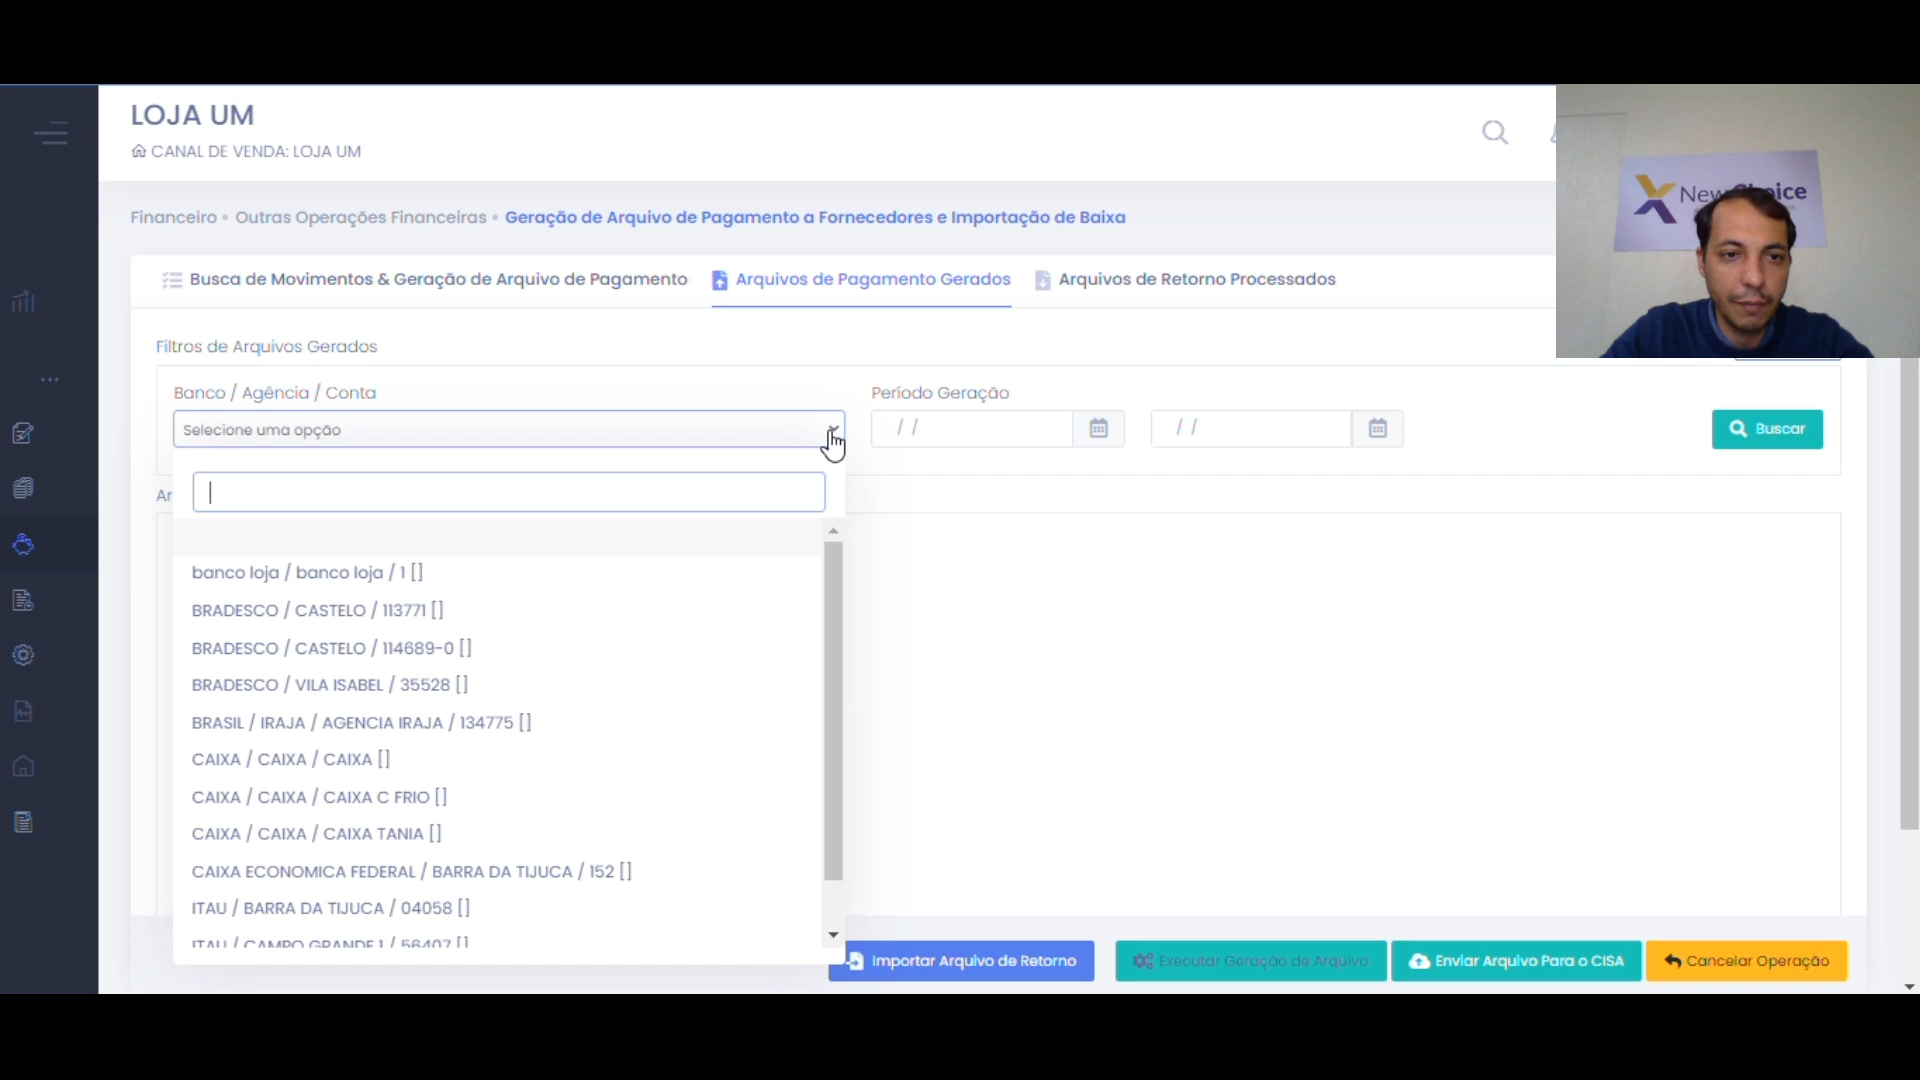 LOJA UM
CANAL DE VENDA: LOJA UM
Financeiro • Outras Operações Financeiras • Geração de Arquivo de Pagamento a Fornecedores e Importação de Baixa
Busca de Movimentos & Geração de Arquivo de Pagamento
Arquivos de Pagamento Gerados
Arquivos de Retorno Processados
Filtros de Arquivos Gerados
Banco / Agência / Conta
Período Geração
Selecione uma opção
/ /
/ /
Buscar
Ar
banco loja / banco loja / 1 []
BRADESCO / CASTELO / 113771 []
BRADESCO / CASTELO / 114689-0 []
BRADESCO / VILA ISABEL / 35528 []
BRASIL / IRAJA / AGENCIA IRAJA / 134775 []
CAIXA / CAIXA / CAIXA []
CAIXA / CAIXA / CAIXA C FRIO []
CAIXA / CAIXA / CAIXA TANIA []
CAIXA ECONOMICA FEDERAL / BARRA DA TIJUCA / 152 []
ITAU / BARRA DA TIJUCA / 04058 []
ITAU / CAMPO GRANDE 1 / 56407 []
Importar Arquivo de Retorno
Executar Geração de Arquivo
Enviar Arquivo Para o CISA
Cancelar Operação